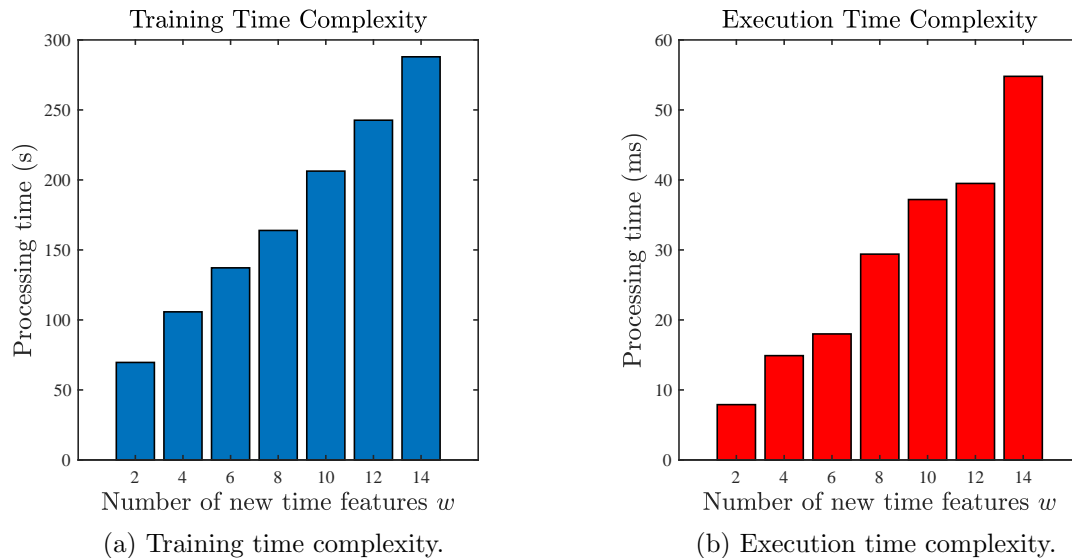 Training Time Complexity
300
250
200
150
100
50
0
Processing time (s)
2 4 6 8 10 12 14
Number of new time features w
(a) Training time complexity.
Execution Time Complexity
60
50
40
30
20
10
0
Processing time (ms)
2 4 6 8 10 12 14
Number of new time features w
(b) Execution time complexity.